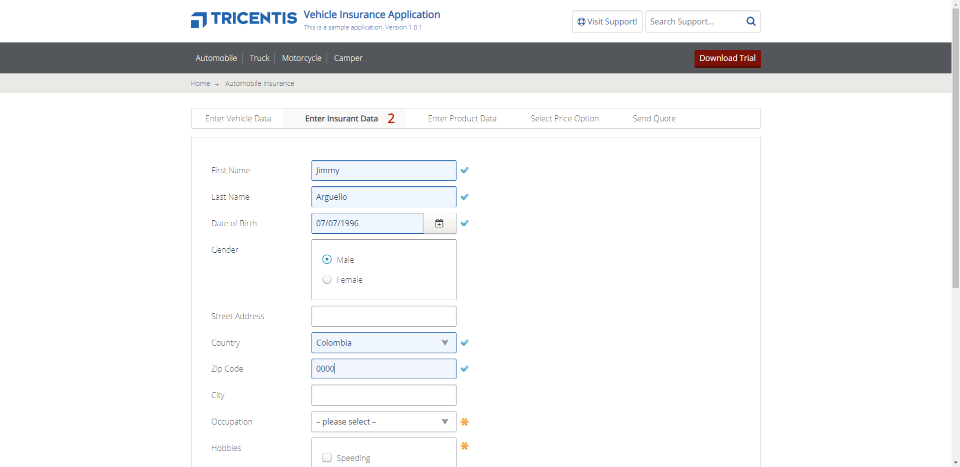 TRICENTIS Vehicle Insurance Application
This is a sample application. Version 1.0.1
Visit Support!
Search Support...
Automobile Truck Motorcycle Camper
Download Trial
Home → Automobile Insurance
Enter Vehicle Data Enter Insurant Data 2 Enter Product Data Select Price Option Send Quote
First Name Jimmy
Last Name Arguello
Date of Birth 07/07/1996
Gender
Male
Female
Street Address
Country Colombia
Zip Code 0000
City
Occupation – please select –
Hobbies
Speeding